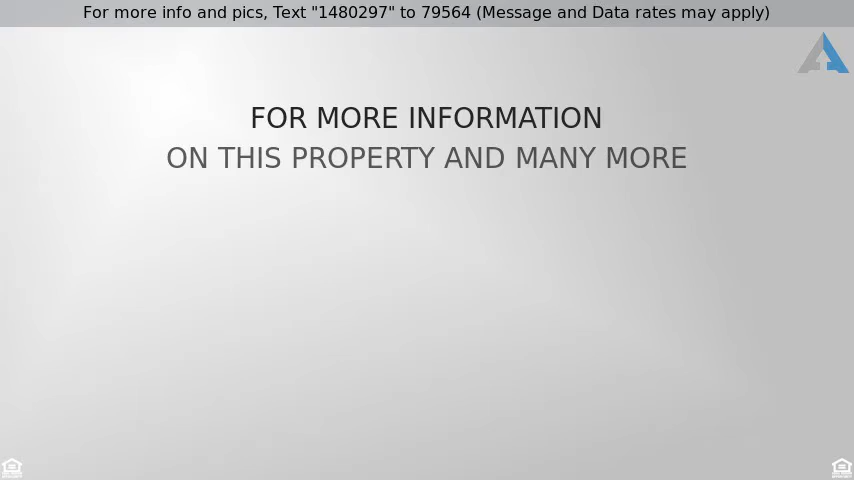 For more info and pics, Text "1480297" to 79564 (Message and Data rates may apply)
FOR MORE INFORMATION
ON THIS PROPERTY AND MANY MORE